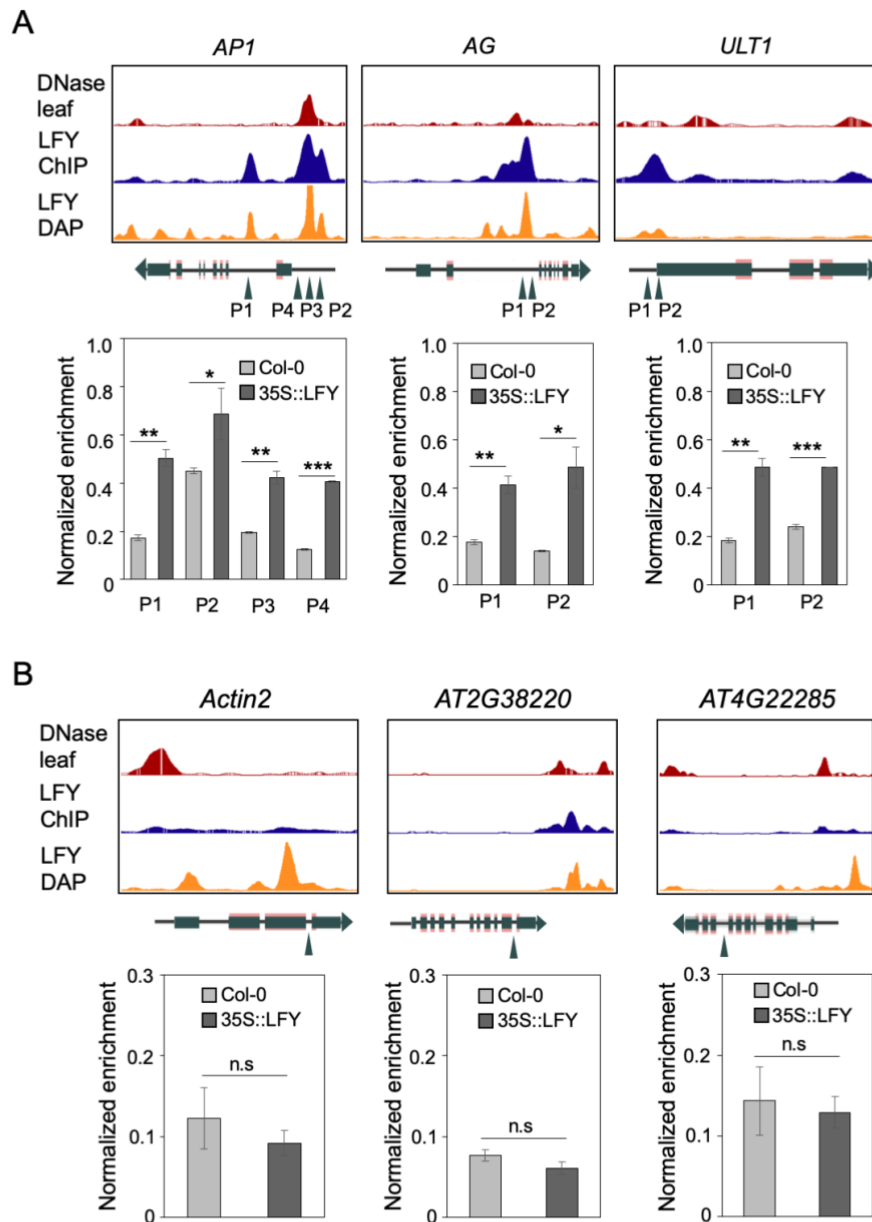 A
AP1 AG ULT1
DNase
leaf
LFY
ChIP
LFY
DAP
P1 P4 P3 P2 P1 P2 P1 P2
Normalized enrichment
1.0
0.8
0.6
0.4
0.2
0
Col-0
35S::LFY
** * ** ***
P1 P2 P3 P4
Normalized enrichment
1.0
0.8
0.6
0.4
0.2
0
Col-0
35S::LFY
** *
P1 P2
Normalized enrichment
1.0
0.8
0.6
0.4
0.2
0
Col-0
35S::LFY
** ***
P1 P2
B
Actin2 AT2G38220 AT4G22285
DNase
leaf
LFY
ChIP
LFY
DAP
Normalized enrichment
0.3
0.2
0.1
0
Col-0
35S::LFY
n.s
Normalized enrichment
0.3
0.2
0.1
0
Col-0
35S::LFY
n.s
Normalized enrichment
0.3
0.2
0.1
0
Col-0
35S::LFY
n.s